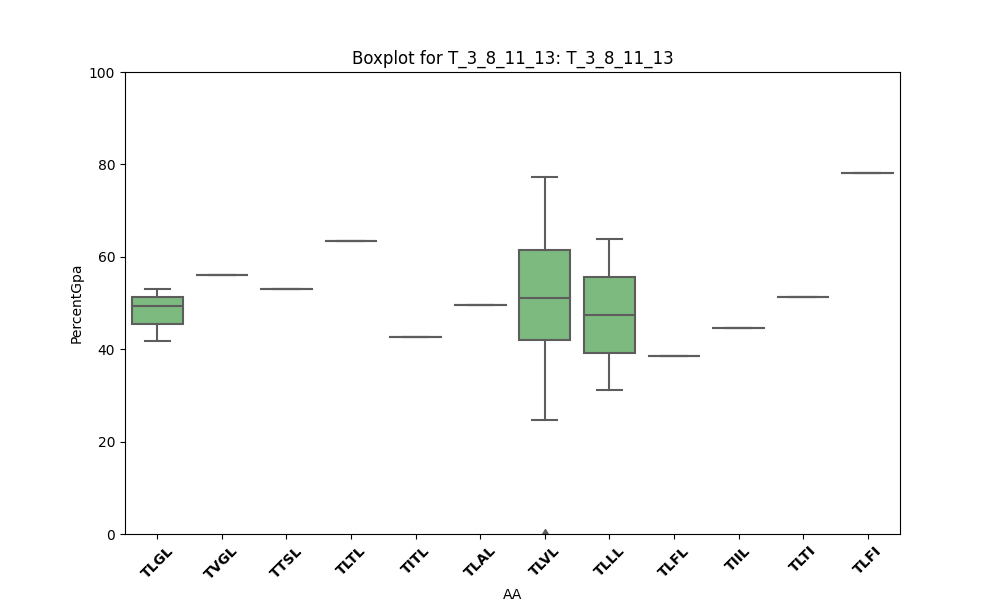 Boxplot for T_3_8_11_13: T_3_8_11_13
100
80
60
40
20
0
PercentGpa
TLGL
TVGL
TTSL
TLTL
TITL
TLAL
TLVL
TLLL
TLFL
TIIL
TLTI
TLFI
AA